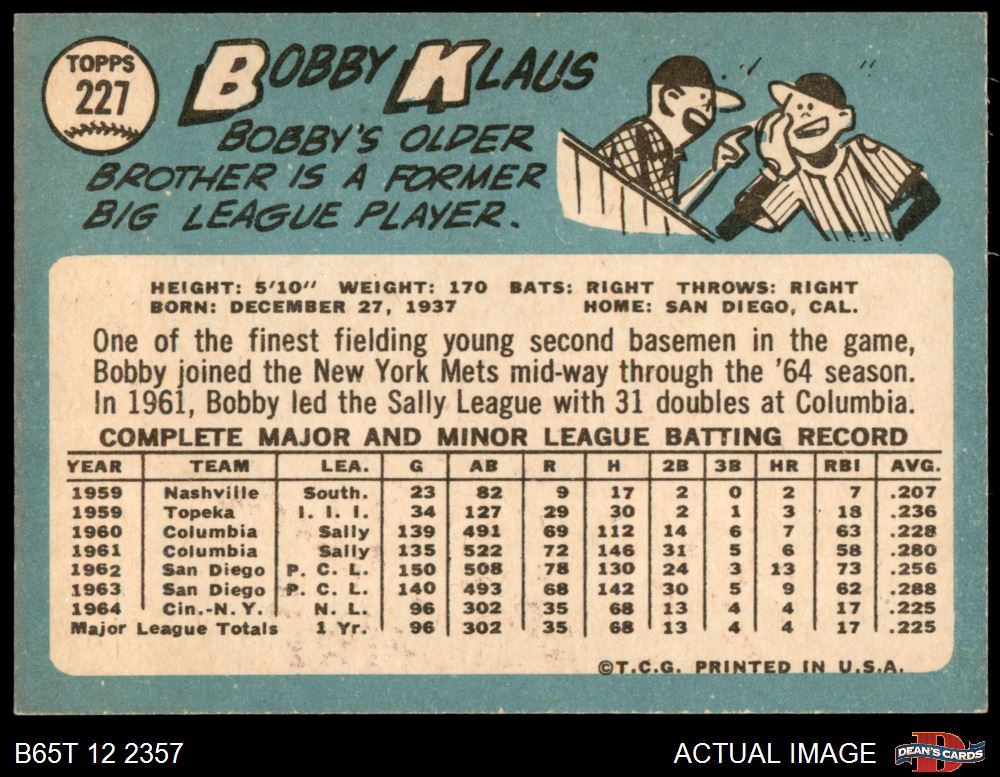 TOPPS
227
BOBBY KLAUS
BOBBY'S OLDER
BROTHER IS A FORMER
BIG LEAGUE PLAYER.
HEIGHT: 5'10" WEIGHT: 170 BATS: RIGHT THROWS: RIGHT
BORN: DECEMBER 27, 1937 HOME: SAN DIEGO, CAL.
One of the finest fielding young second basemen in the game,
Bobby joined the New York Mets mid-way through the '64 season.
In 1961, Bobby led the Sally League with 31 doubles at Columbia.
COMPLETE MAJOR AND MINOR LEAGUE BATTING RECORD
YEAR TEAM LEA. G AB R H 2B 3B HR RBI AVG.
1959 Nashville South. 23 82 9 17 2 0 2 7 .207
1959 Topeka I. I. I. 34 127 29 30 2 1 3 18 .236
1960 Columbia Sally 139 491 69 112 14 6 7 63 .228
1961 Columbia Sally 135 522 72 146 31 5 6 58 .280
1962 San Diego P. C. L. 150 508 78 130 24 3 13 73 .256
1963 San Diego P. C. L. 140 493 68 142 30 5 9 62 .288
1964 Cin.-N. Y. N. L. 96 302 35 68 13 4 4 17 .225
Major League Totals 1 Yr. 96 302 35 68 13 4 4 17 .225
©T.C.G. PRINTED IN U.S.A.
B65T 12 2357 ACTUAL IMAGE DEAN'S CARDS